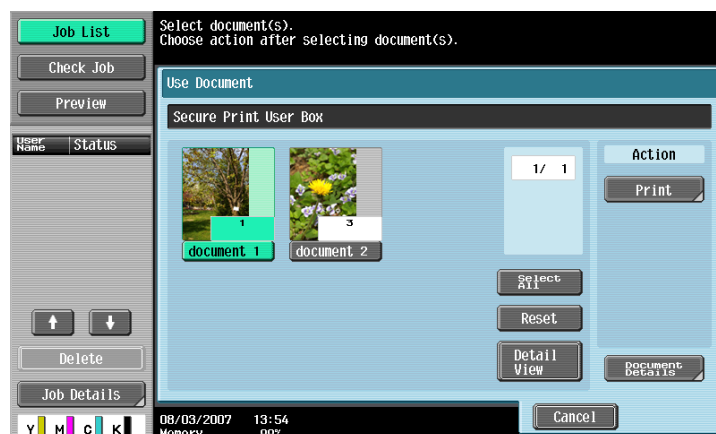 Job List
Check Job
Preview
User Name
Status
Delete
Job Details
Y M C K
Select document(s).
Choose action after selecting document(s).
Use Document
Secure Print User Box
1
document 1
3
document 2
1/ 1
Select All
Reset
Detail View
Action
Print
Document Details
Cancel
08/03/2007 13:54
Memory 00%